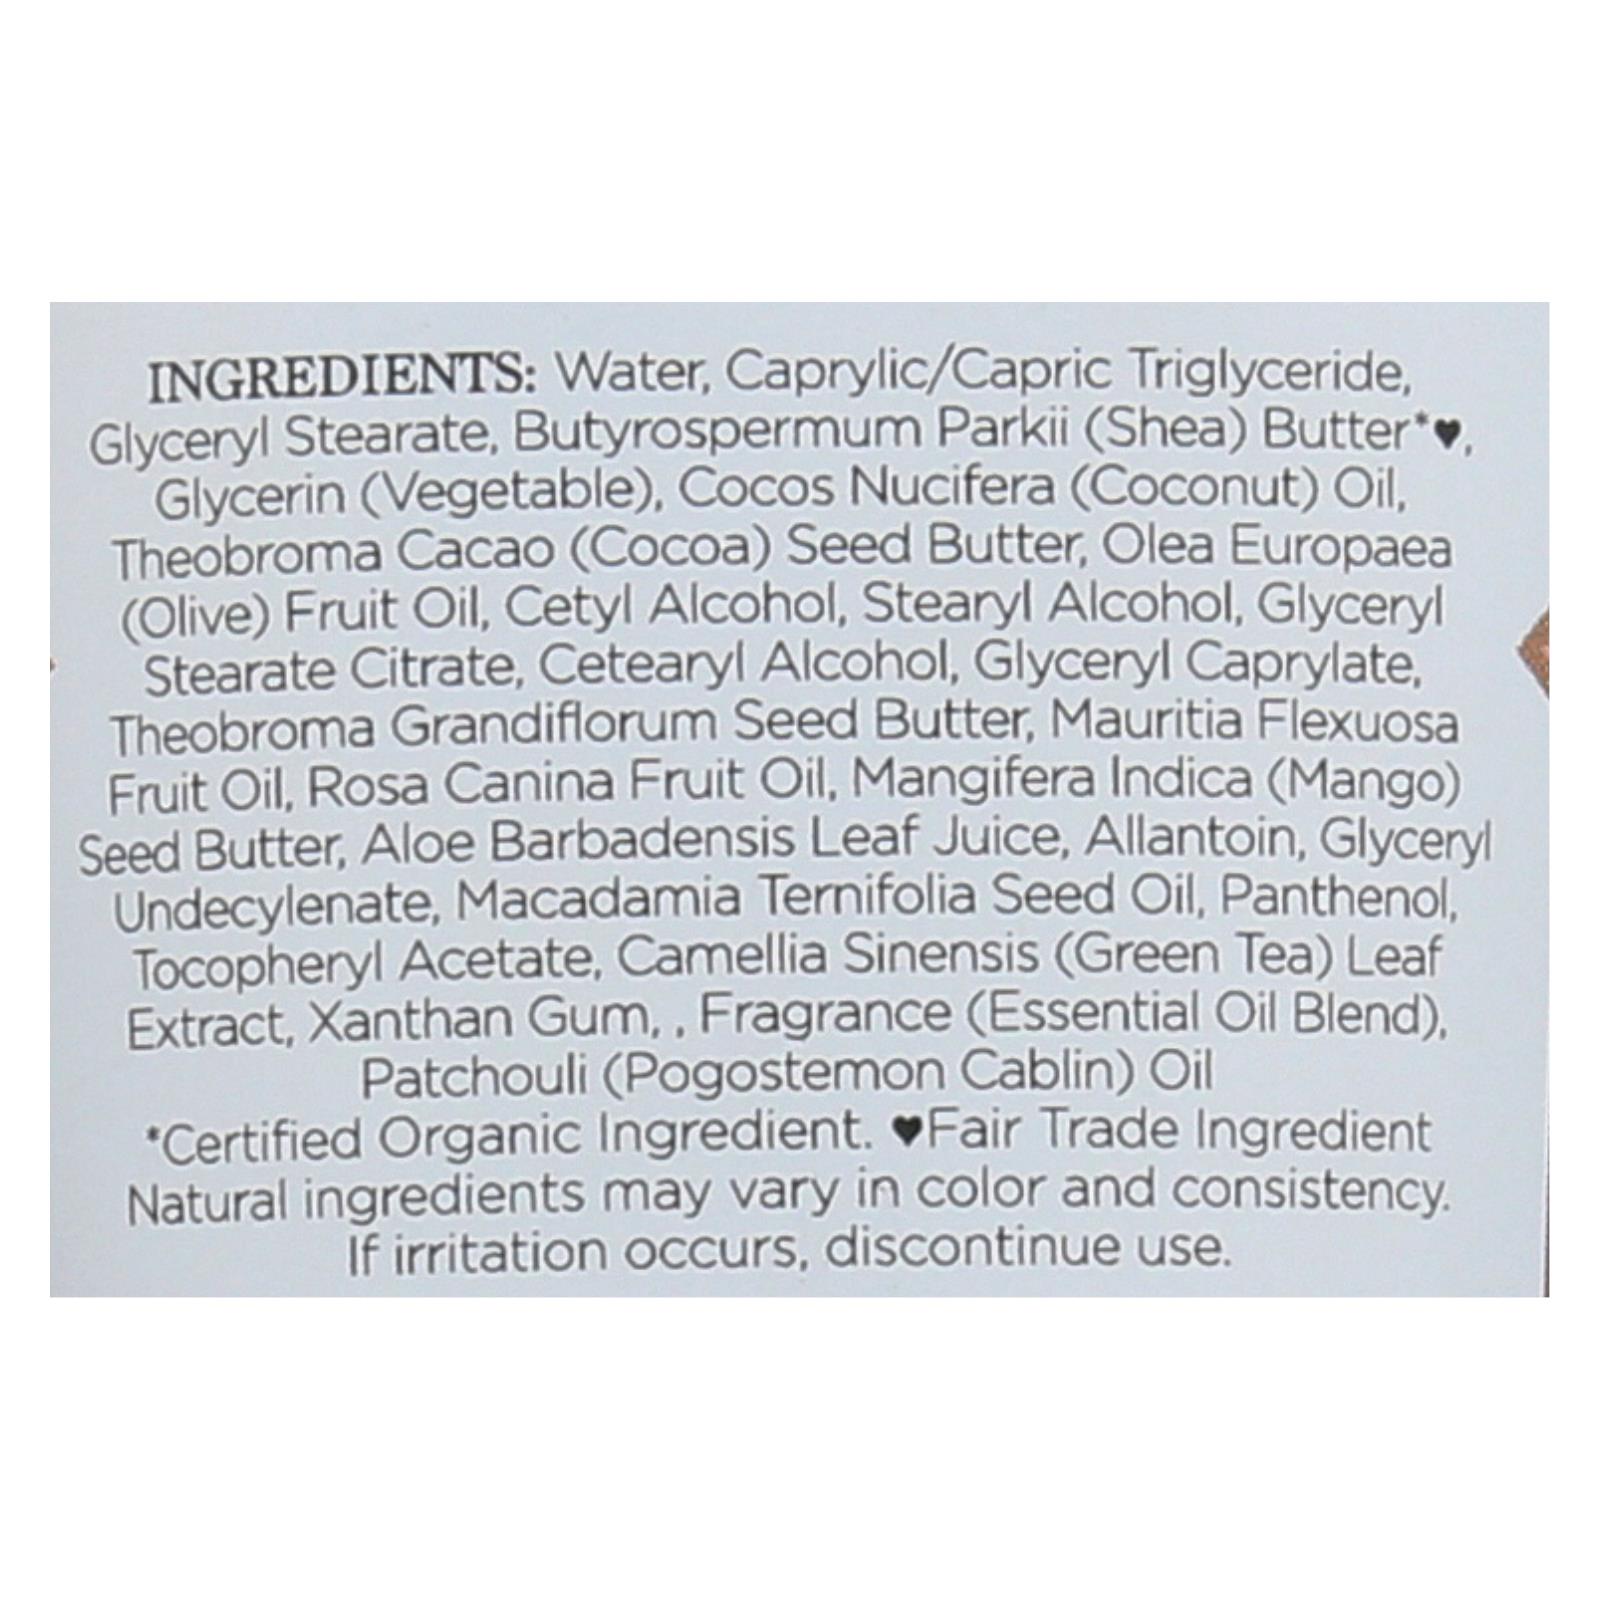 INGREDIENTS: Water, Caprylic/Capric Triglyceride,
Glyceryl Stearate, Butyrospermum Parkii (Shea) Butter*♥,
Glycerin (Vegetable), Cocos Nucifera (Coconut) Oil,
Theobroma Cacao (Cocoa) Seed Butter, Olea Europaea
(Olive) Fruit Oil, Cetyl Alcohol, Stearyl Alcohol, Glyceryl
Stearate Citrate, Cetearyl Alcohol, Glyceryl Caprylate,
Theobroma Grandiflorum Seed Butter, Mauritia Flexuosa
Fruit Oil, Rosa Canina Fruit Oil, Mangifera Indica (Mango)
Seed Butter, Aloe Barbadensis Leaf Juice, Allantoin, Glyceryl
Undecylenate, Macadamia Ternifolia Seed Oil, Panthenol,
Tocopheryl Acetate, Camellia Sinensis (Green Tea) Leaf
Extract, Xanthan Gum, , Fragrance (Essential Oil Blend),
Patchouli (Pogostemon Cablin) Oil
*Certified Organic Ingredient. ♥Fair Trade Ingredient
Natural ingredients may vary in color and consistency.
If irritation occurs, discontinue use.